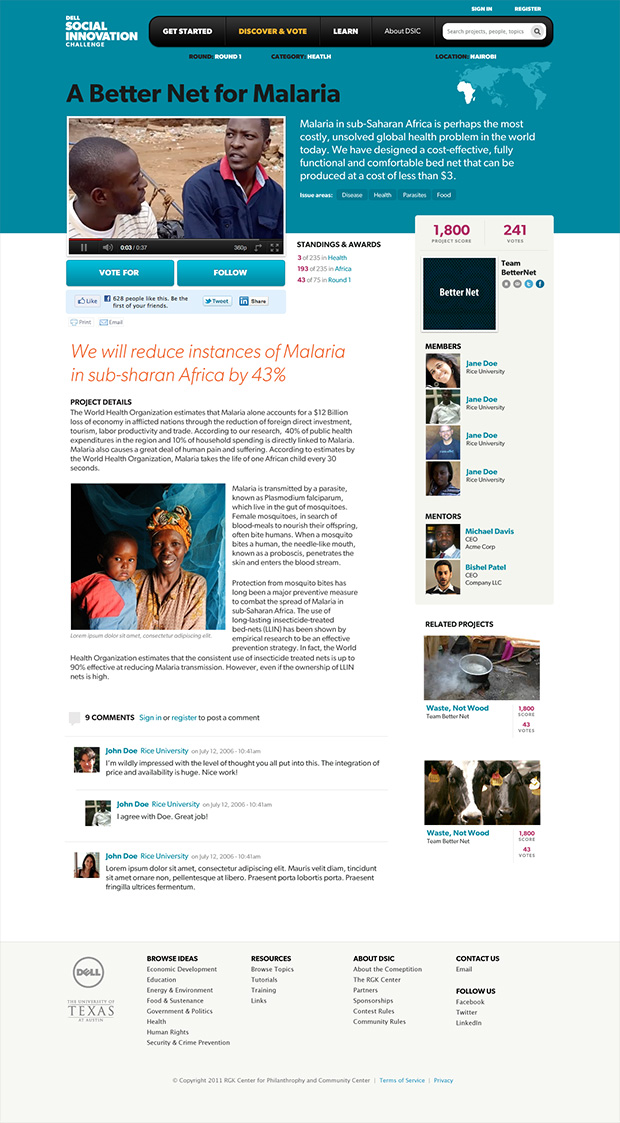 SIGN IN
REGISTER
DELL
SOCIAL
INNOVATION
CHALLENGE
GET STARTED
DISCOVER & VOTE
LEARN
About DSIC
Search projects, people, topics
ROUND: ROUND 1
CATEGORY: HEATLH
LOCATION: NAIROBI
A Better Net for Malaria
Malaria in sub-Saharan Africa is perhaps the most
costly, unsolved global health problem in the world
today. We have designed a cost-effective, fully
functional and comfortable bed net that can be
produced at a cost of less than $3.
Issue areas: Disease Health Parasites Food
0:03 / 0:37
360p
VOTE FOR
FOLLOW
Like
628 people like this. Be the
first of your friends.
Tweet
Share
Print
Email
STANDINGS & AWARDS
3 of 235 in Health
193 of 235 in Africa
43 of 75 in Round 1
1,800
PROJECT SCORE
241
VOTES
Better Net
Team
BetterNet
MEMBERS
Jane Doe
Rice University
Jane Doe
Rice University
Jane Doe
Rice University
Jane Doe
Rice University
MENTORS
Michael Davis
CEO
Acme Corp
Bishel Patel
CEO
Company LLC
We will reduce instances of Malaria
in sub-sharan Africa by 43%
PROJECT DETAILS
The World Health Organization estimates that Malaria alone accounts for a $12 Billion
loss of economy in afflicted nations through the reduction of foreign direct investment,
tourism, labor productivity and trade. According to our research, 40% of public health
expenditures in the region and 10% of household spending is directly linked to Malaria.
Malaria also causes a great deal of human pain and suffering. According to estimates by
the World Health Organization, Malaria takes the life of one African child every 30
seconds.
Malaria is transmitted by a parasite,
known as Plasmodium falciparum,
which live in the gut of mosquitoes.
Female mosquitoes, in search of
blood-meals to nourish their offspring,
often bite humans. When a mosquito
bites a human, the needle-like mouth,
known as a proboscis, penetrates the
skin and enters the blood stream.
Protection from mosquito bites has
long been a major preventive measure
to combat the spread of Malaria in
sub-Saharan Africa. The use of
long-lasting insecticide-treated
bed-nets (LLIN) has been shown by
empirical research to be an effective
prevention strategy. In fact, the World
Lorem ipsum dolor sit amet, consectetur adipiscing elit.
Health Organization estimates that the consistent use of insecticide treated nets is up to
90% effective at reducing Malaria transmission. However, even if the ownership of LLIN
nets is high.
RELATED PROJECTS
Waste, Not Wood
Team Better Net
1,800
SCORE
43
VOTES
Waste, Not Wood
Team Better Net
1,800
SCORE
43
VOTES
9 COMMENTS Sign in or register to post a comment
John Doe Rice University on July 12, 2006 - 10:41am
I'm wildly impressed with the level of thought you all put into this. The integration of
price and availability is huge. Nice work!
John Doe Rice University on July 12, 2006 - 10:41am
I agree with Doe. Great job!
John Doe Rice University on July 12, 2006 - 10:41am
Lorem ipsum dolor sit amet, consectetur adipiscing elit. Mauris velit diam, tincidunt
sit amet ornare non, pellentesque at libero. Praesent porta lobortis porta. Praesent
fringilla ultrices fermentum.
DELL
THE UNIVERSITY OF
TEXAS
AT AUSTIN
BROWSE IDEAS
Economic Development
Education
Energy & Environment
Food & Sustenance
Government & Politics
Health
Human Rights
Security & Crime Prevention
RESOURCES
Browse Topics
Tutorials
Training
Links
ABOUT DSIC
About the Comeptition
The RGK Center
Partners
Sponsorships
Contest Rules
Community Rules
CONTACT US
Email
FOLLOW US
Facebook
Twitter
LinkedIn
© Copyright 2011 RGK Center for Philanthrophy and Community Center | Terms of Service | Privacy